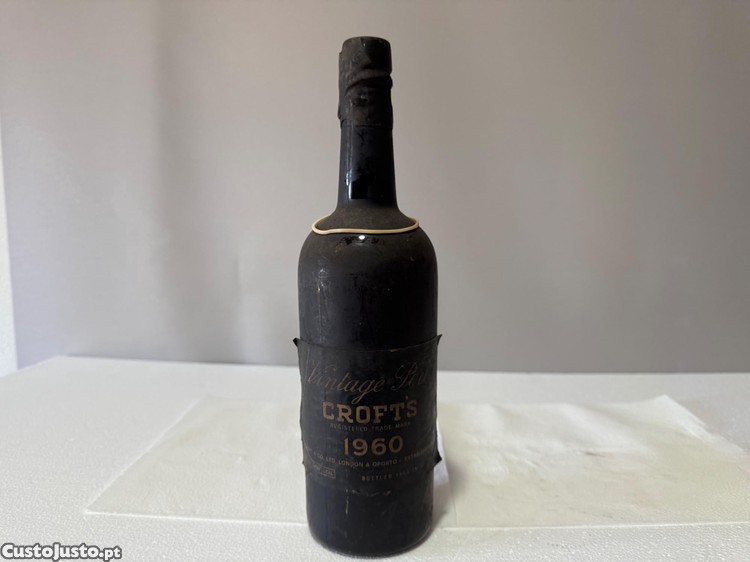 Vintage Port
CROFT'S
REGISTERED TRADE MARK
1960
LONDON & OPORTO
BOTTLED
CustoJusto.pt